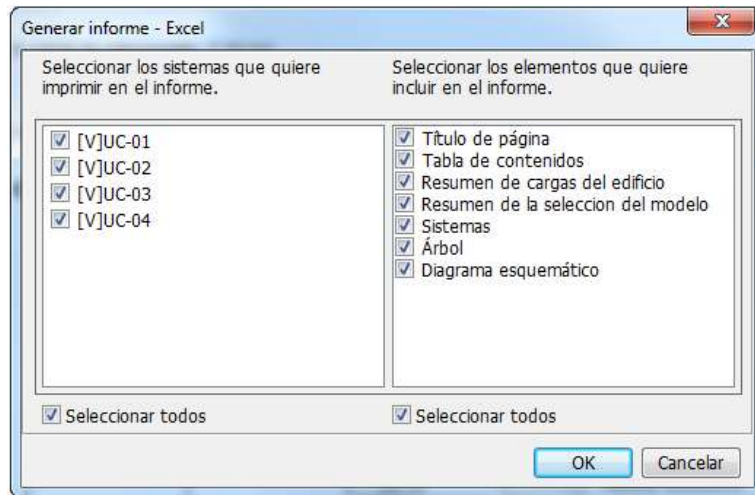 Generar informe - Excel
Seleccionar los sistemas que quiere
imprimir en el informe.
[V]UC-01
[V]UC-02
[V]UC-03
[V]UC-04
Seleccionar todos
Seleccionar los elementos que quiere
incluir en el informe.
Título de página
Tabla de contenidos
Resumen de cargas del edificio
Resumen de la seleccion del modelo
Sistemas
Árbol
Diagrama esquemático
Seleccionar todos
OK
Cancelar